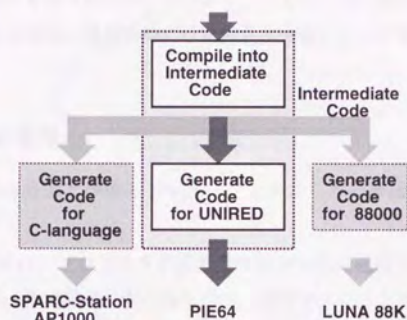 Compile into
Intermediate
Code
Intermediate
Code
Generate
Code
for
C-language
Generate
Code
for UNIRED
Generate
Code
for 88000
SPARC-Station
AP1000
PIE64
LUNA 88K